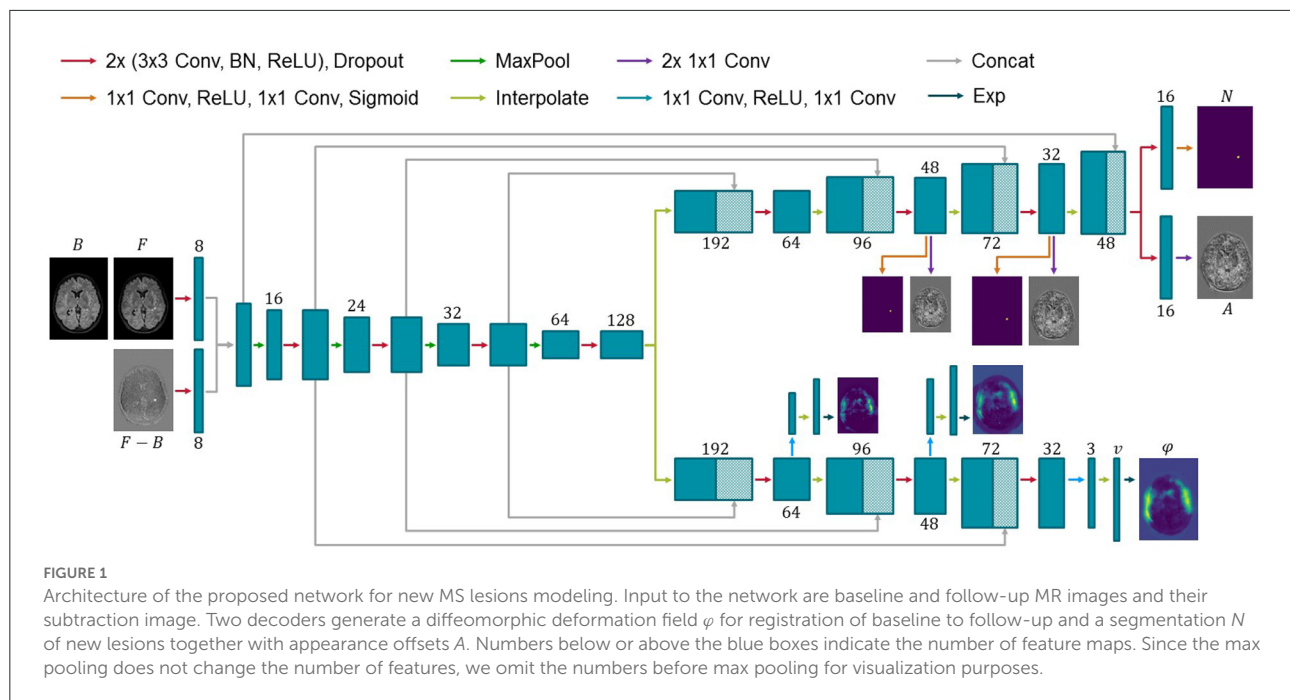 2x (3x3 Conv, BN, ReLU), Dropout
MaxPool
2x 1x1 Conv
Concat
1x1 Conv, ReLU, 1x1 Conv, Sigmoid
Interpolate
1x1 Conv, ReLU, 1x1 Conv
Exp
16
N
48
32
192
64
96
72
48
B
F
8
16
A
16
24
32
64
128
F − B
8
192
96
72
32
3
v
φ
64
48
FIGURE 1
Architecture of the proposed network for new MS lesions modeling. Input to the network are baseline and follow-up MR images and their
subtraction image. Two decoders generate a diffeomorphic deformation field φ for registration of baseline to follow-up and a segmentation N
of new lesions together with appearance offsets A. Numbers below or above the blue boxes indicate the number of feature maps. Since the max
pooling does not change the number of features, we omit the numbers before max pooling for visualization purposes.